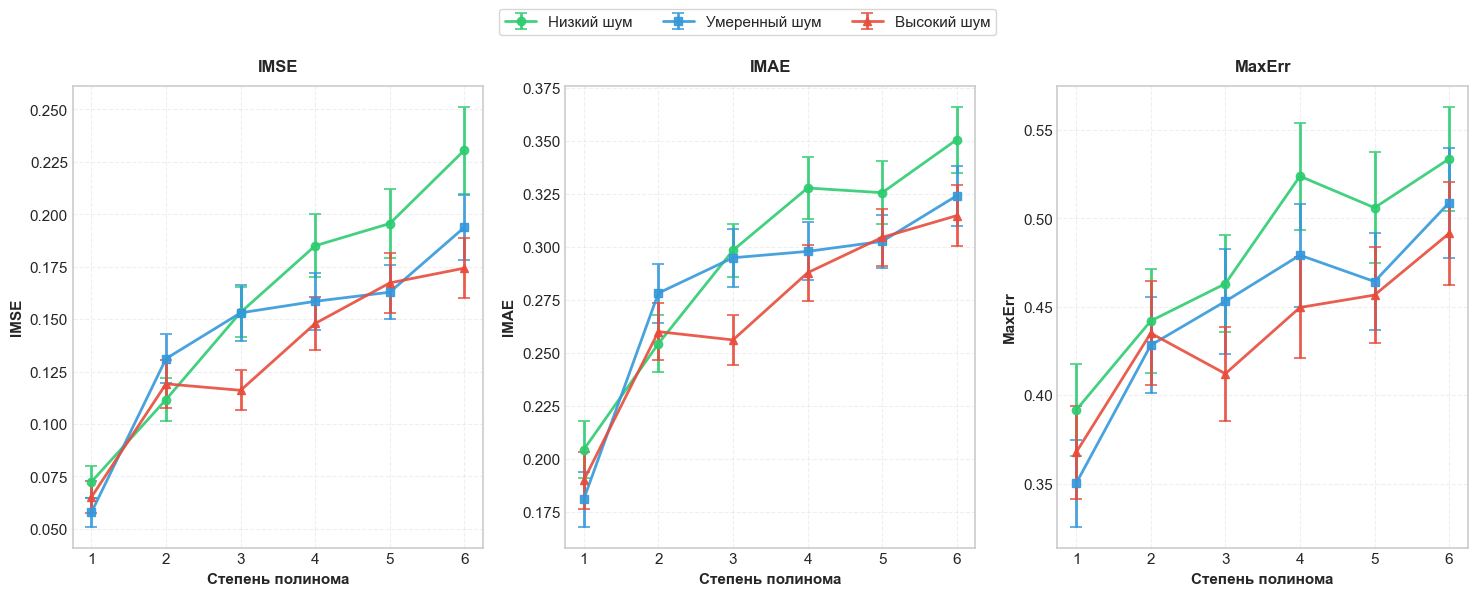 Низкий шум Умеренный шум Высокий шум
IMSE
IMSE
0.250
0.225
0.200
0.175
0.150
0.125
0.100
0.075
0.050
1 2 3 4 5 6
Степень полинома
IMAE
IMAE
0.375
0.350
0.325
0.300
0.275
0.250
0.225
0.200
0.175
1 2 3 4 5 6
Степень полинома
MaxErr
MaxErr
0.55
0.50
0.45
0.40
0.35
1 2 3 4 5 6
Степень полинома